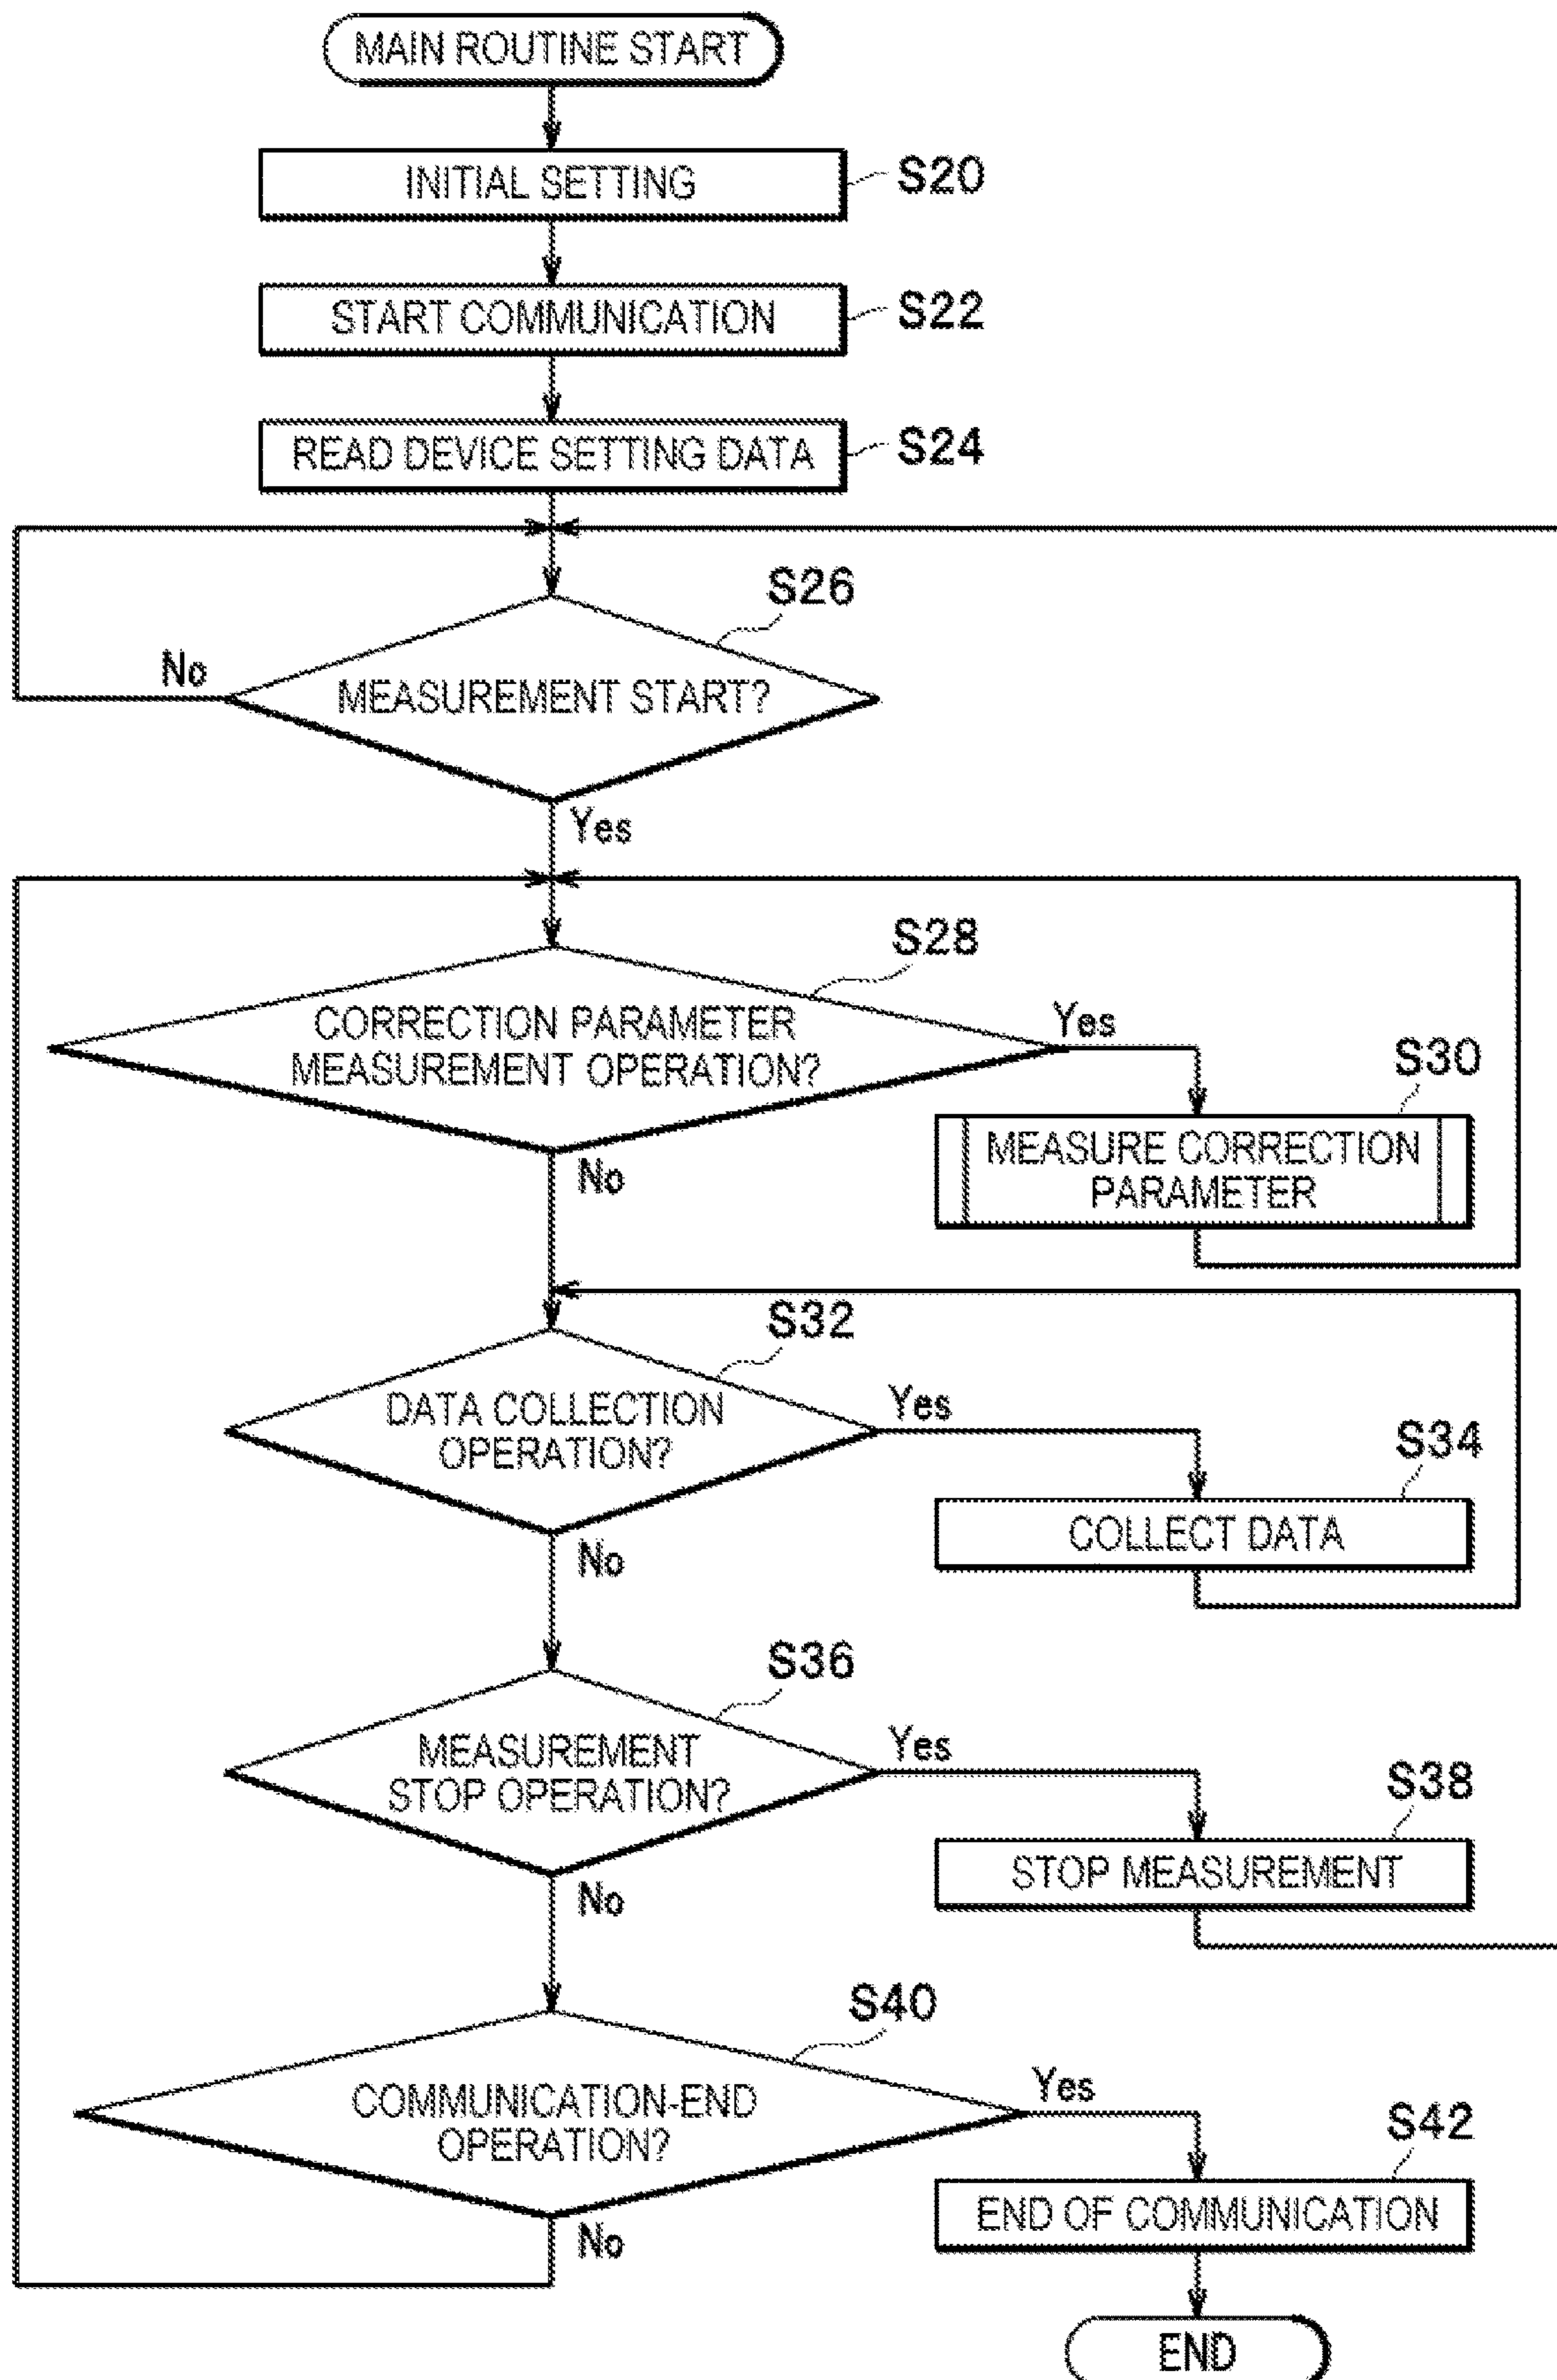 MAIN ROUTINE START
INITIAL SETTING
S20
START COMMUNICATION
S22
READ DEVICE SETTING DATA
S24
S26
No
MEASUREMENT START?
Yes
S28
CORRECTION PARAMETER
MEASUREMENT OPERATION?
Yes
S30
MEASURE CORRECTION
PARAMETER
No
S32
DATA COLLECTION
OPERATION?
Yes
S34
COLLECT DATA
No
S36
MEASUREMENT
STOP OPERATION?
Yes
S38
STOP MEASUREMENT
No
S40
COMMUNICATION-END
OPERATION?
Yes
S42
END OF COMMUNICATION
No
END